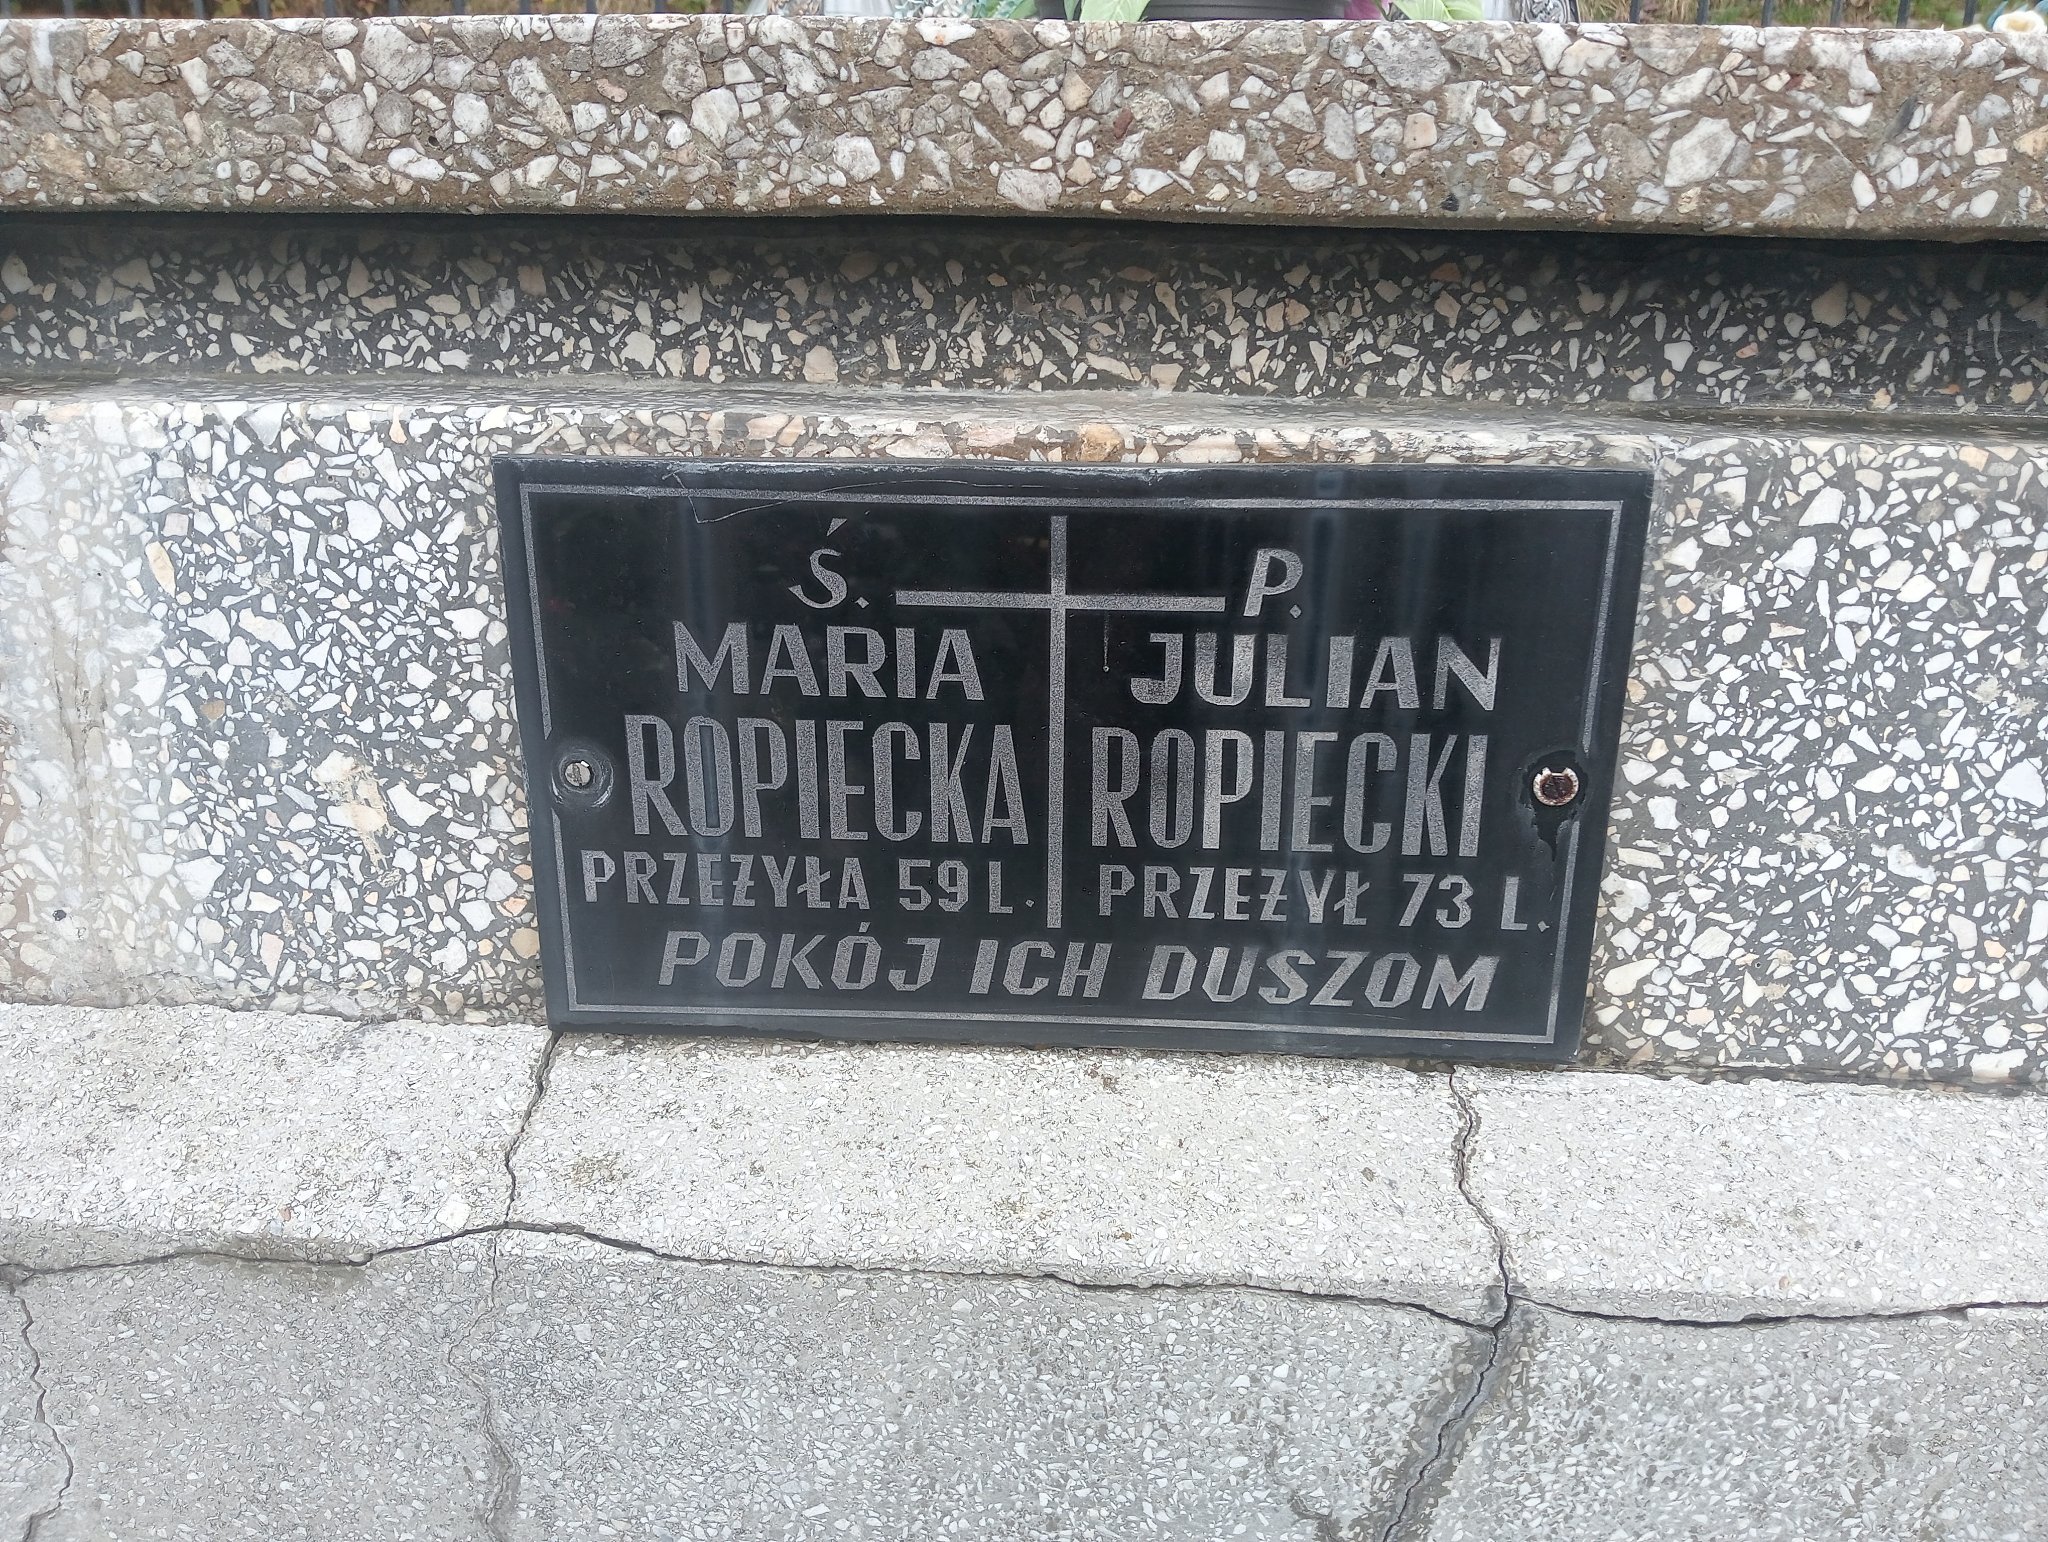 Ś. P.
MARIA
ROPIECKA
PRZEŻYŁA 59 L.
JULIAN
ROPIECKI
PRZEŻYŁ 73 L.
POKÓJ ICH DUSZOM